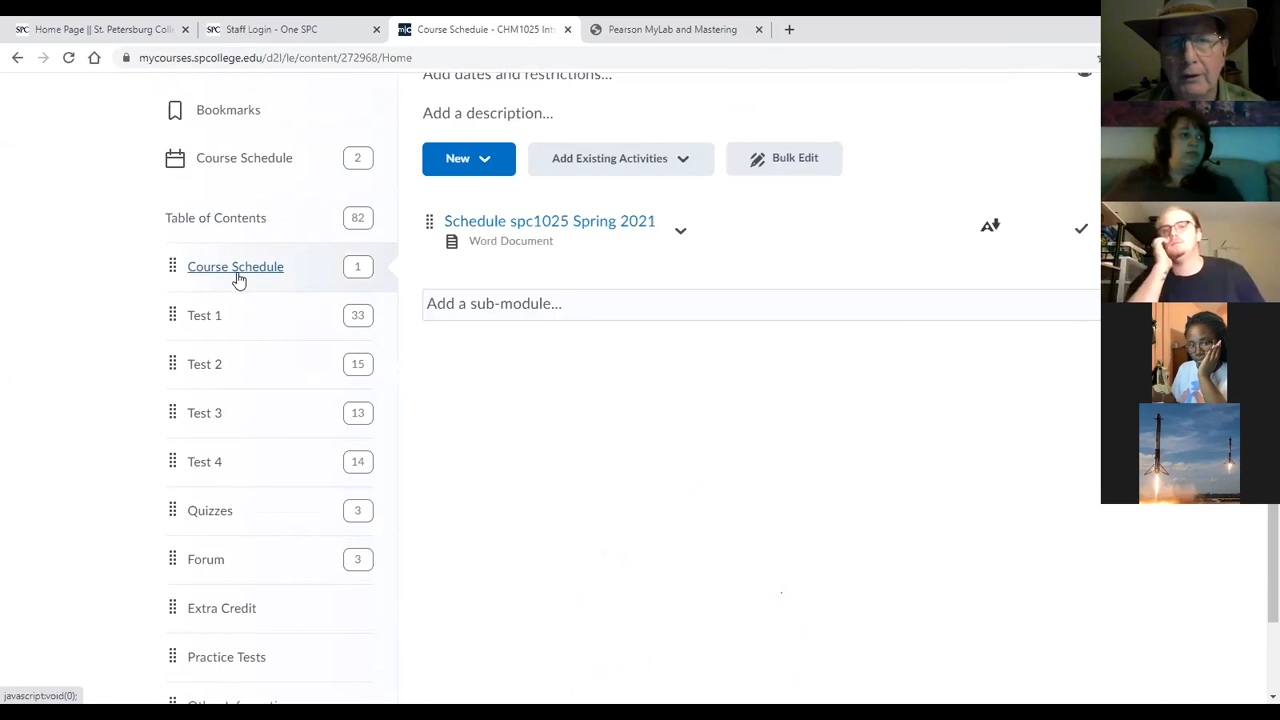 Home Page || St. Petersburg Coll
Staff Login - One SPC
Course Schedule - CHM1025 Int
Pearson MyLab and Mastering
mycourses.spcollege.edu/d2l/le/content/272968/Home
Add dates and restrictions...
Bookmarks
Add a description...
Course Schedule 2
New
Add Existing Activities
Bulk Edit
Table of Contents 82
Schedule spc1025 Spring 2021
Word Document
Course Schedule 1
Add a sub-module...
Test 1 33
Test 2 15
Test 3 13
Test 4 14
Quizzes 3
Forum 3
Extra Credit
Practice Tests
javascript:void(0);